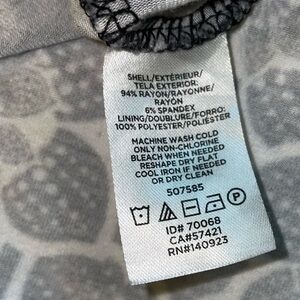 SHELL/EXTÉRIEUR/
TELA EXTERIOR:
94% RAYON/RAYONNE/
RAYÓN
6% SPANDEX
LINING/DOUBLURE/FORRO:
100% POLYESTER/POLIÉSTER
MACHINE WASH COLD
ONLY NON-CHLORINE
BLEACH WHEN NEEDED
RESHAPE DRY FLAT
COOL IRON IF NEEDED
OR DRY CLEAN
507585
P
ID# 70068
CA#57421
RN#140923